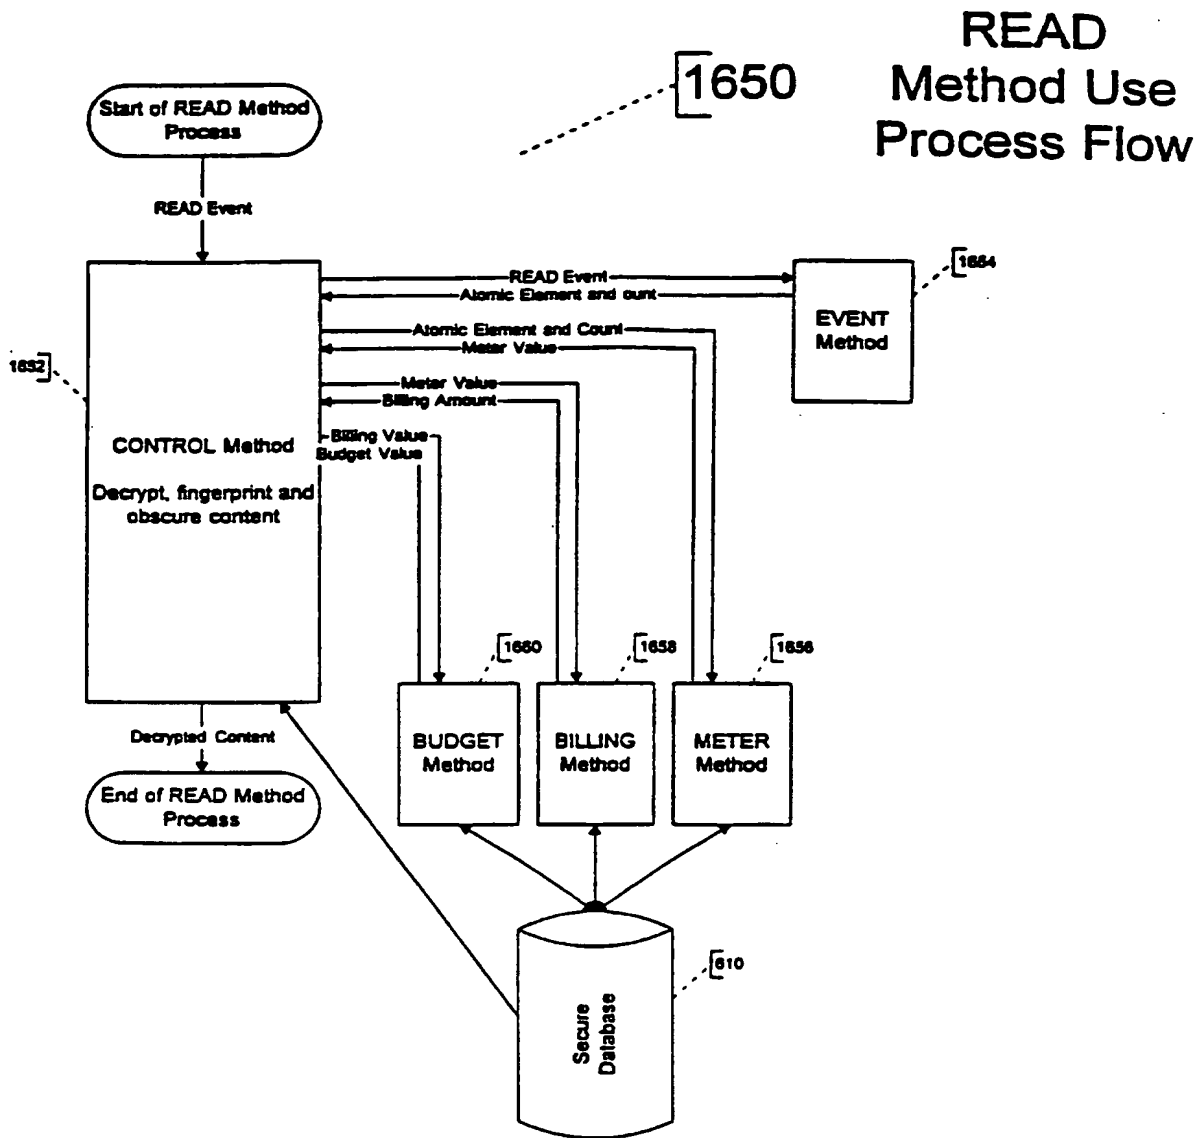 READ
Method Use
Process Flow
1650
Start of READ Method
Process
READ Event
READ Event
Atomic Element and ount
1654
EVENT
Method
Atomic Element and Count
Meter Value
1652
Meter Value
Billing Amount
Billing Value
Budget Value
CONTROL Method
Decrypt, fingerprint and
obscure content
1660
1658
1656
BUDGET
Method
BILLING
Method
METER
Method
Decrypted Content
End of READ Method
Process
610
Secure
Database